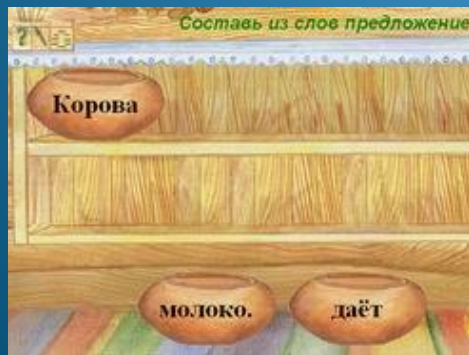 Составь из слов предложение
Корова
молоко.
даёт